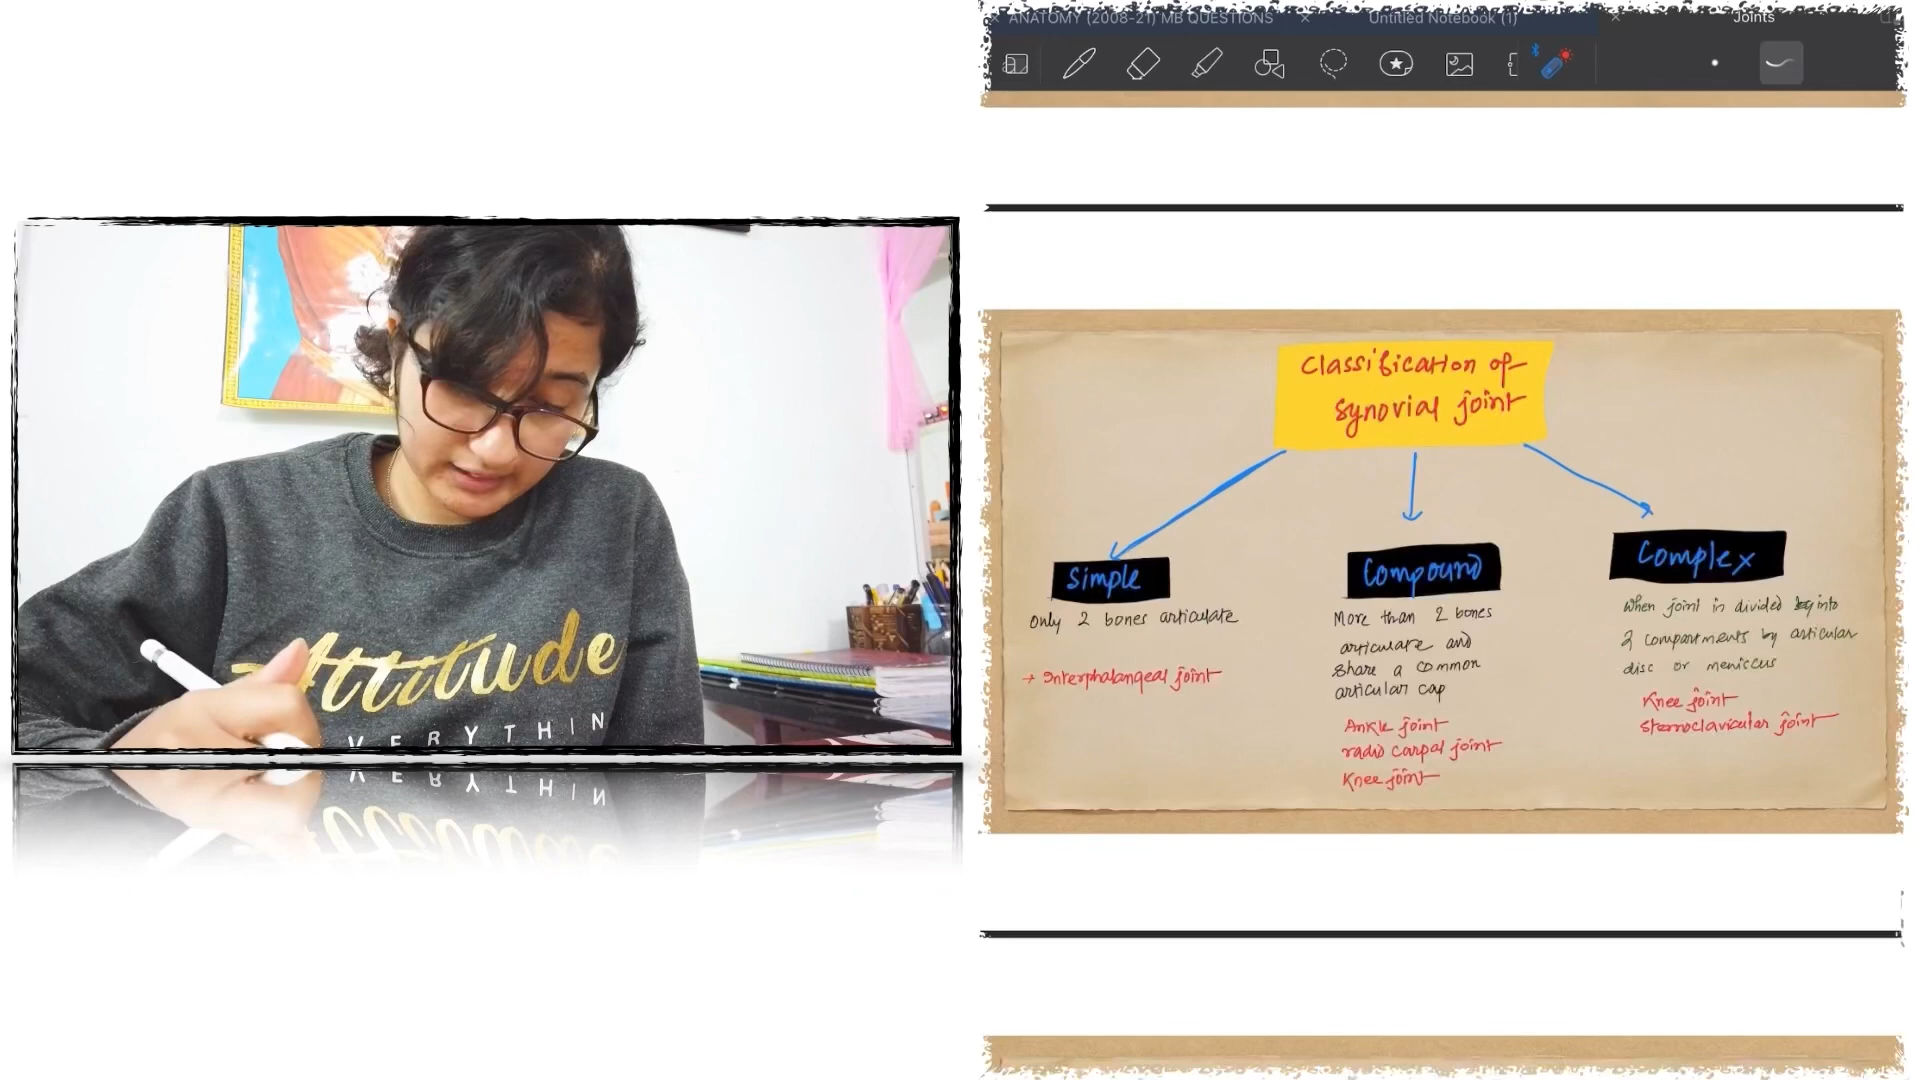 ANATOMY (2008-21) MB QUESTIONS
Untitled Notebook (1)
Joints
Attitude
VERYTHIN
Classification of
synovial joint
Simple
Only 2 bones articulate
→ Interphalangeal joint
Compound
More than 2 bones
articulate and
share a common
articular cap
Ankle joint
radio carpal joint
Knee joint
Complex
When joint is divided into
2 compartments by articular
disc or meniscus
Knee joint
Sternoclavicular joint